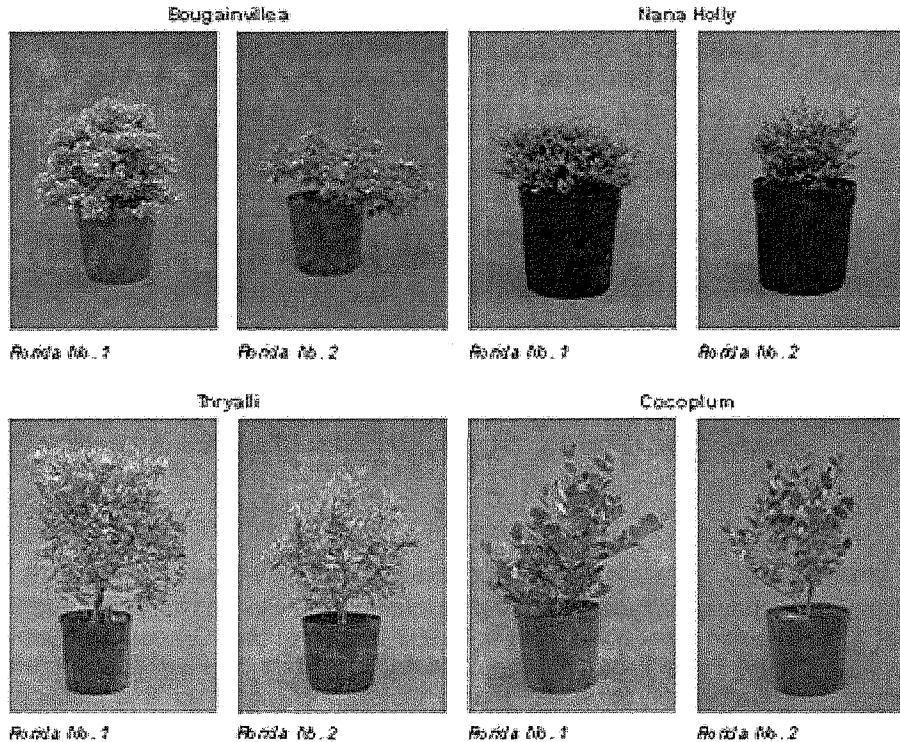 Bougainvillea
Nana Holly
Florida No. 1
Florida No. 2
Florida No. 1
Florida No. 2
Thryalli
Cocoplum
Florida No. 1
Florida No. 2
Florida No. 1
Florida No. 2